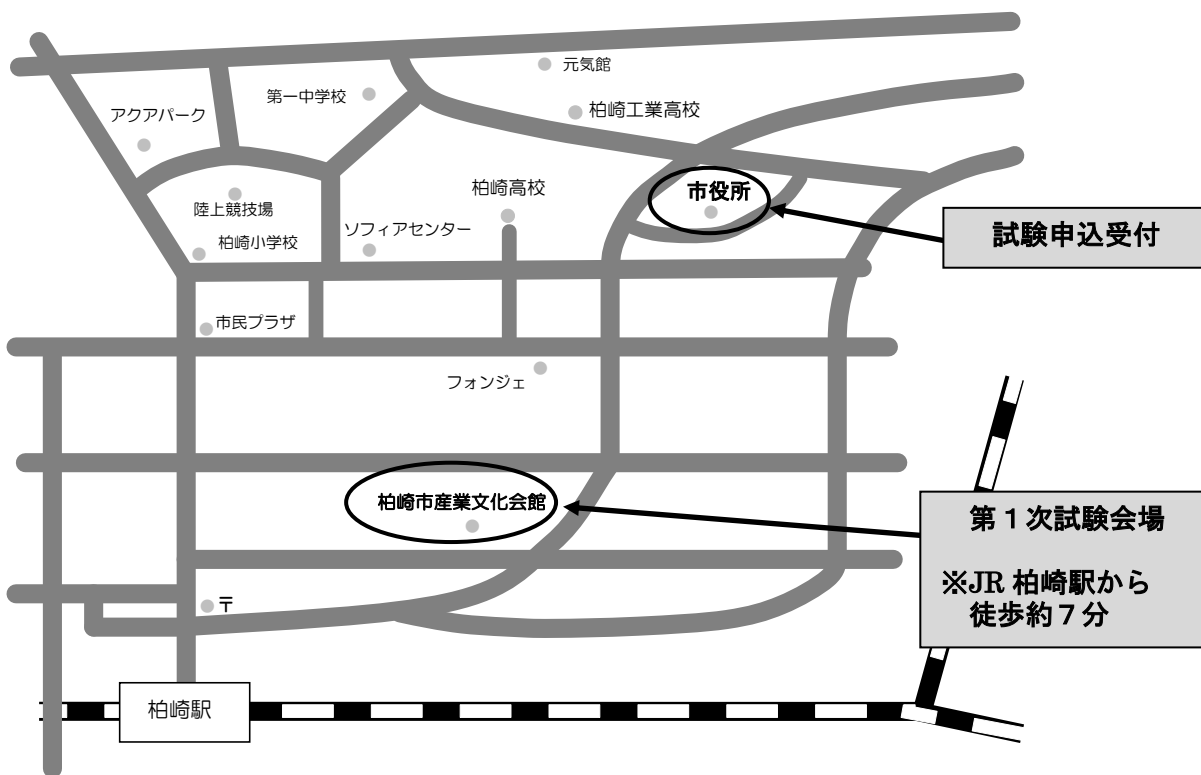 元気館
第一中学校
柏崎工業高校
アクアパーク
柏崎高校
市役所
陸上競技場
ソフィアセンター
試験申込受付
柏崎小学校
市民プラザ
フォンジェ
柏崎市産業文化会館
第1次試験会場
※JR 柏崎駅から
徒歩約7分
〒
柏崎駅